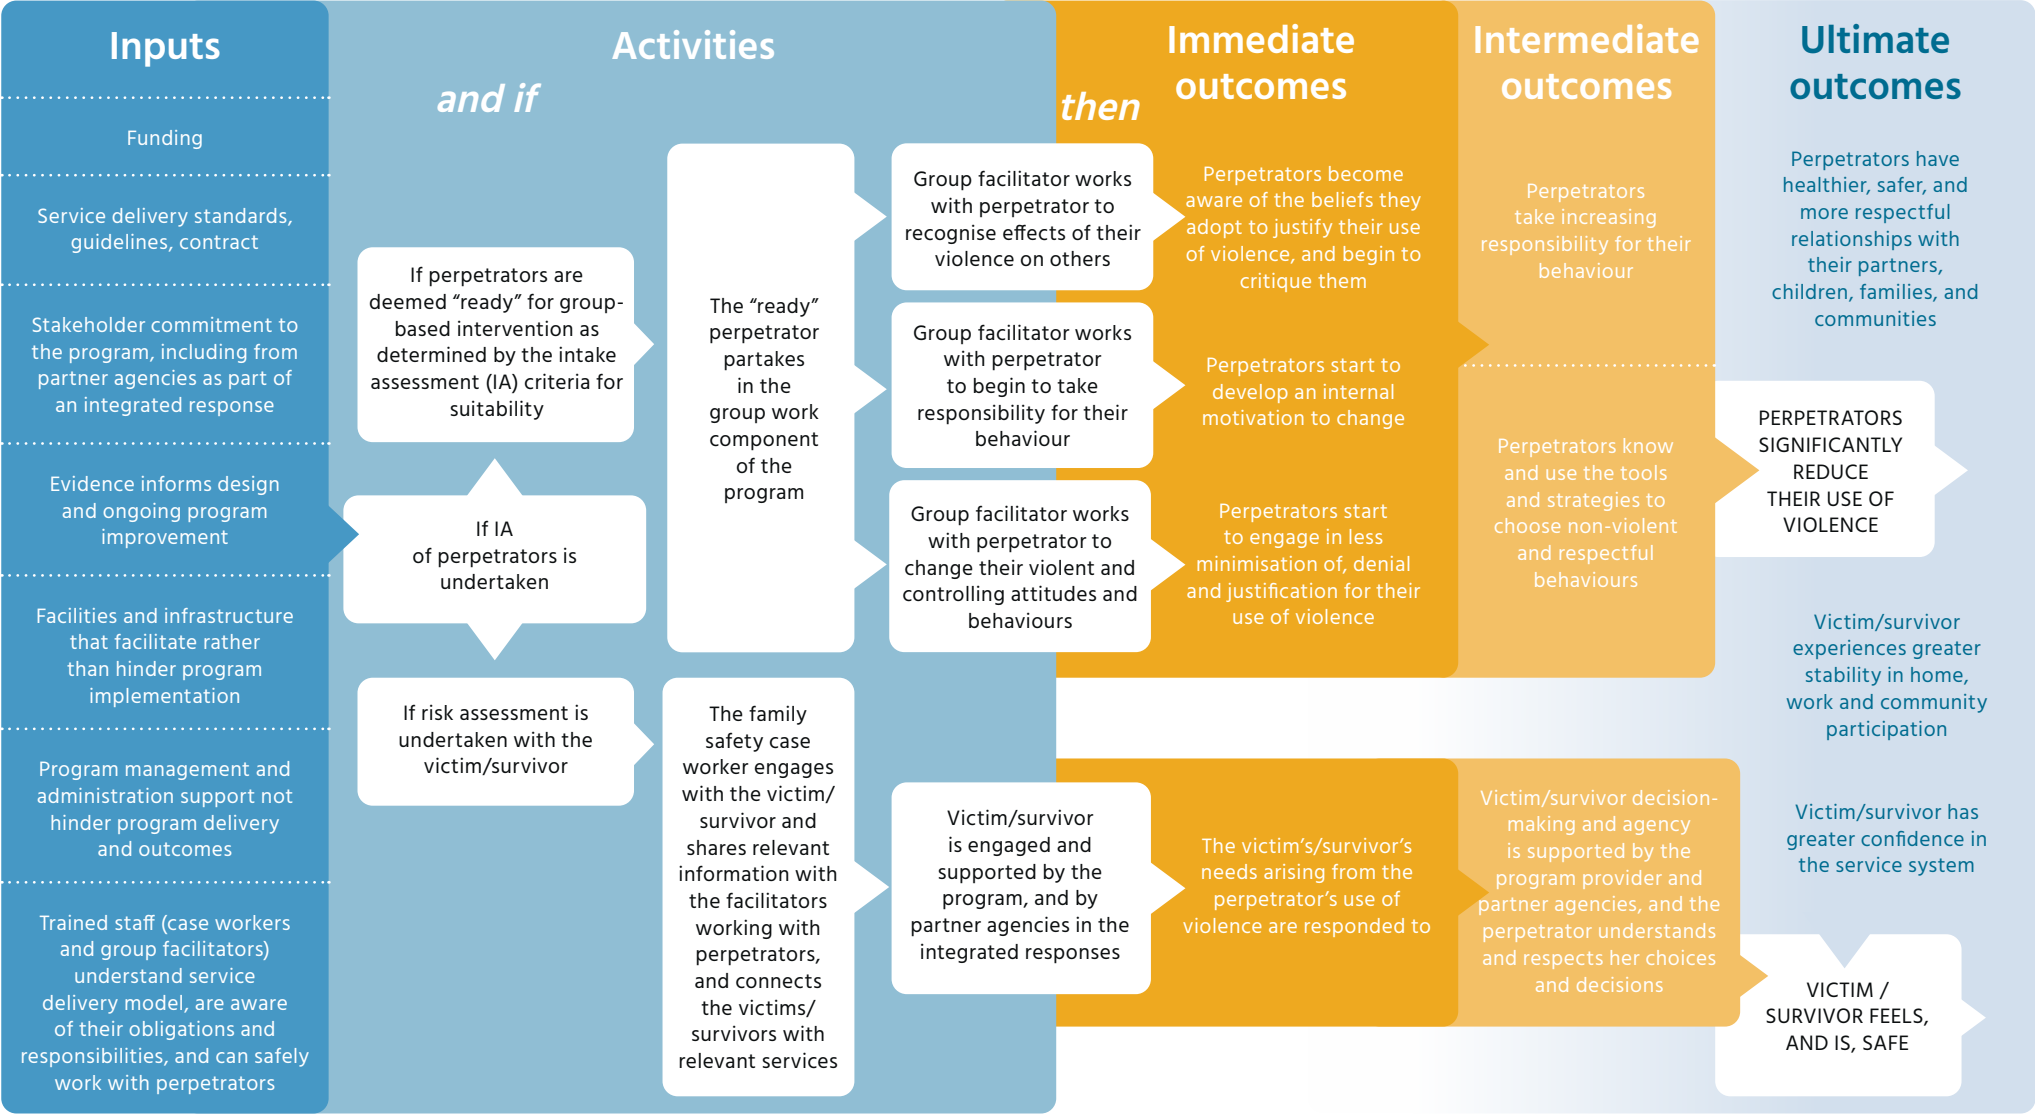 Inputs
Funding
Service delivery standards,
guidelines, contract
Stakeholder commitment to
the program, including from
partner agencies as part of
an integrated response
Evidence informs design
and ongoing program
improvement
Facilities and infrastructure
that facilitate rather
than hinder program
implementation
Program management and
administration support not
hinder program delivery
and outcomes
Trained staff (case workers
and group facilitators)
understand service
delivery model, are aware
of their obligations and
responsibilities, and can safely
work with perpetrators
Activities
and if
If perpetrators are
deemed “ready” for group-
based intervention as
determined by the intake
assessment (IA) criteria for
suitability
If IA
of perpetrators is
undertaken
If risk assessment is
undertaken with the
victim/survivor
The “ready”
perpetrator
partakes
in the
group work
component
of the
program
The family
safety case
worker engages
with the victim/
survivor and
shares relevant
information with
the facilitators
working with
perpetrators,
and connects
the victims/
survivors with
relevant services
Group facilitator works
with perpetrator to
recognise effects of their
violence on others
Group facilitator works
with perpetrator
to begin to take
responsibility for their
behaviour
Group facilitator works
with perpetrator to
change their violent and
controlling attitudes and
behaviours
Victim/survivor
is engaged and
supported by the
program, and by
partner agencies in the
integrated responses
then
Immediate
outcomes
Perpetrators become
aware of the beliefs they
adopt to justify their use
of violence, and begin to
critique them
Perpetrators start to
develop an internal
motivation to change
Perpetrators start
to engage in less
minimisation of, denial
and justification for their
use of violence
The victim’s/survivor’s
needs arising from the
perpetrator’s use of
violence are responded to
Intermediate
outcomes
Perpetrators
take increasing
responsibility for their
behaviour
Perpetrators know
and use the tools
and strategies to
choose non-violent
and respectful
behaviours
Victim/survivor decision-
making and agency
is supported by the
program provider and
partner agencies, and the
perpetrator understands
and respects her choices
and decisions
Ultimate
outcomes
Perpetrators have
healthier, safer, and
more respectful
relationships with
their partners,
children, families, and
communities
PERPETRATORS
SIGNIFICANTLY
REDUCE
THEIR USE OF
VIOLENCE
Victim/survivor
experiences greater
stability in home,
work and community
participation
Victim/survivor has
greater confidence in
the service system
VICTIM /
SURVIVOR FEELS,
AND IS, SAFE